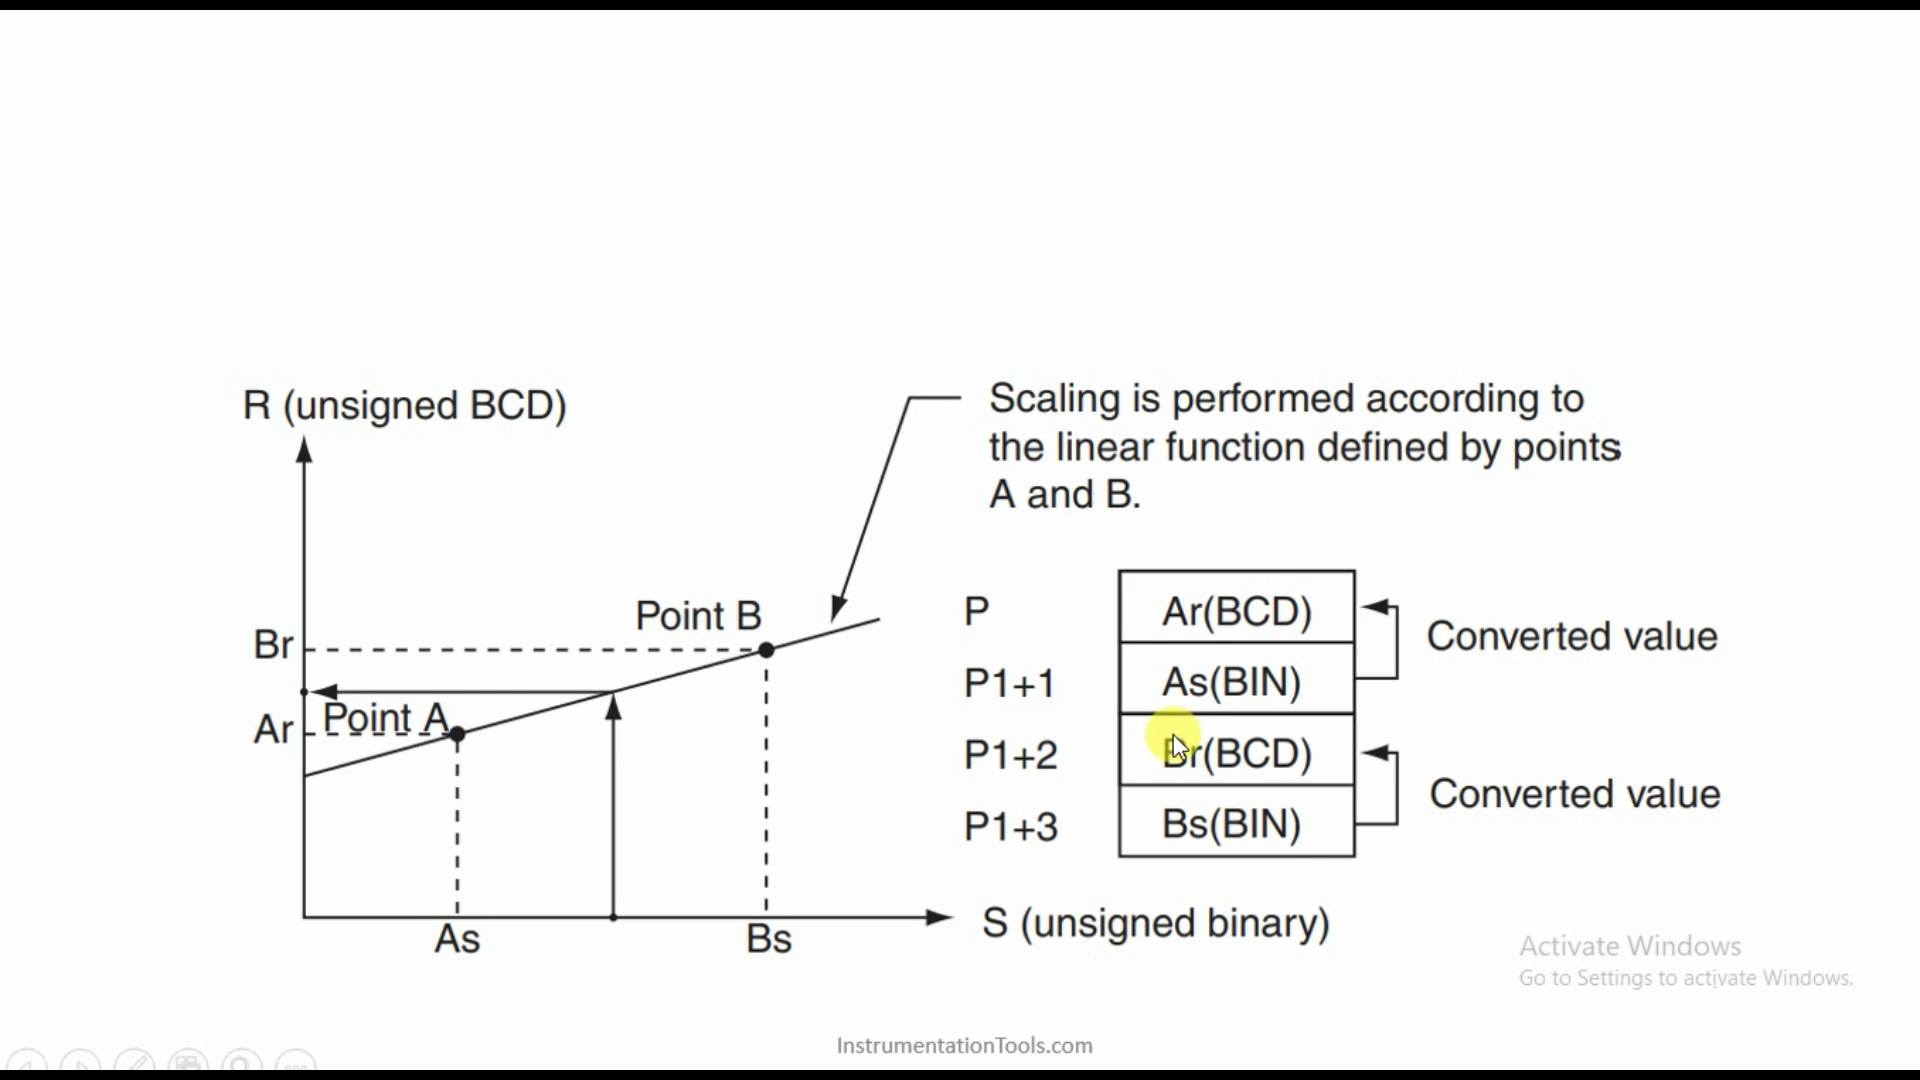 R (unsigned BCD)
Scaling is performed according to
the linear function defined by points
A and B.
Point B
Br
Point A
Ar
As
Bs
S (unsigned binary)
P
Ar(BCD)
Converted value
P1+1
As(BIN)
P1+2
Br(BCD)
Converted value
P1+3
Bs(BIN)
Activate Windows
Go to Settings to activate Windows.
InstrumentationTools.com